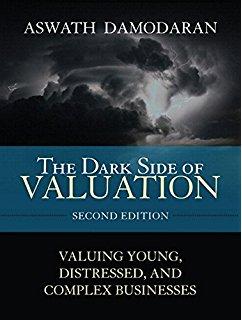 ASWATH DAMODARAN
THE DARK SIDE OF
VALUATION
SECOND EDITION
VALUING YOUNG,
DISTRESSED, AND
COMPLEX BUSINESSES